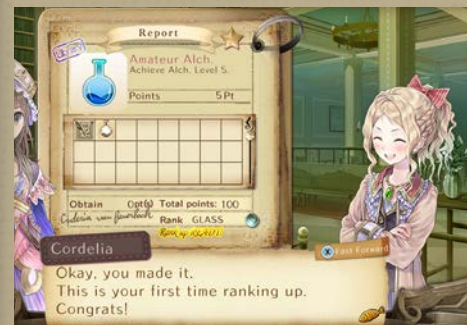 Report
Amateur Alch.
Achieve Alch. Level 5.
Points 5Pt
Obtain 0pt(s) Total points: 100
Rank GLASS
Cordelia
Fast Forward
Okay, you made it.
This is your first time ranking up.
Congrats!